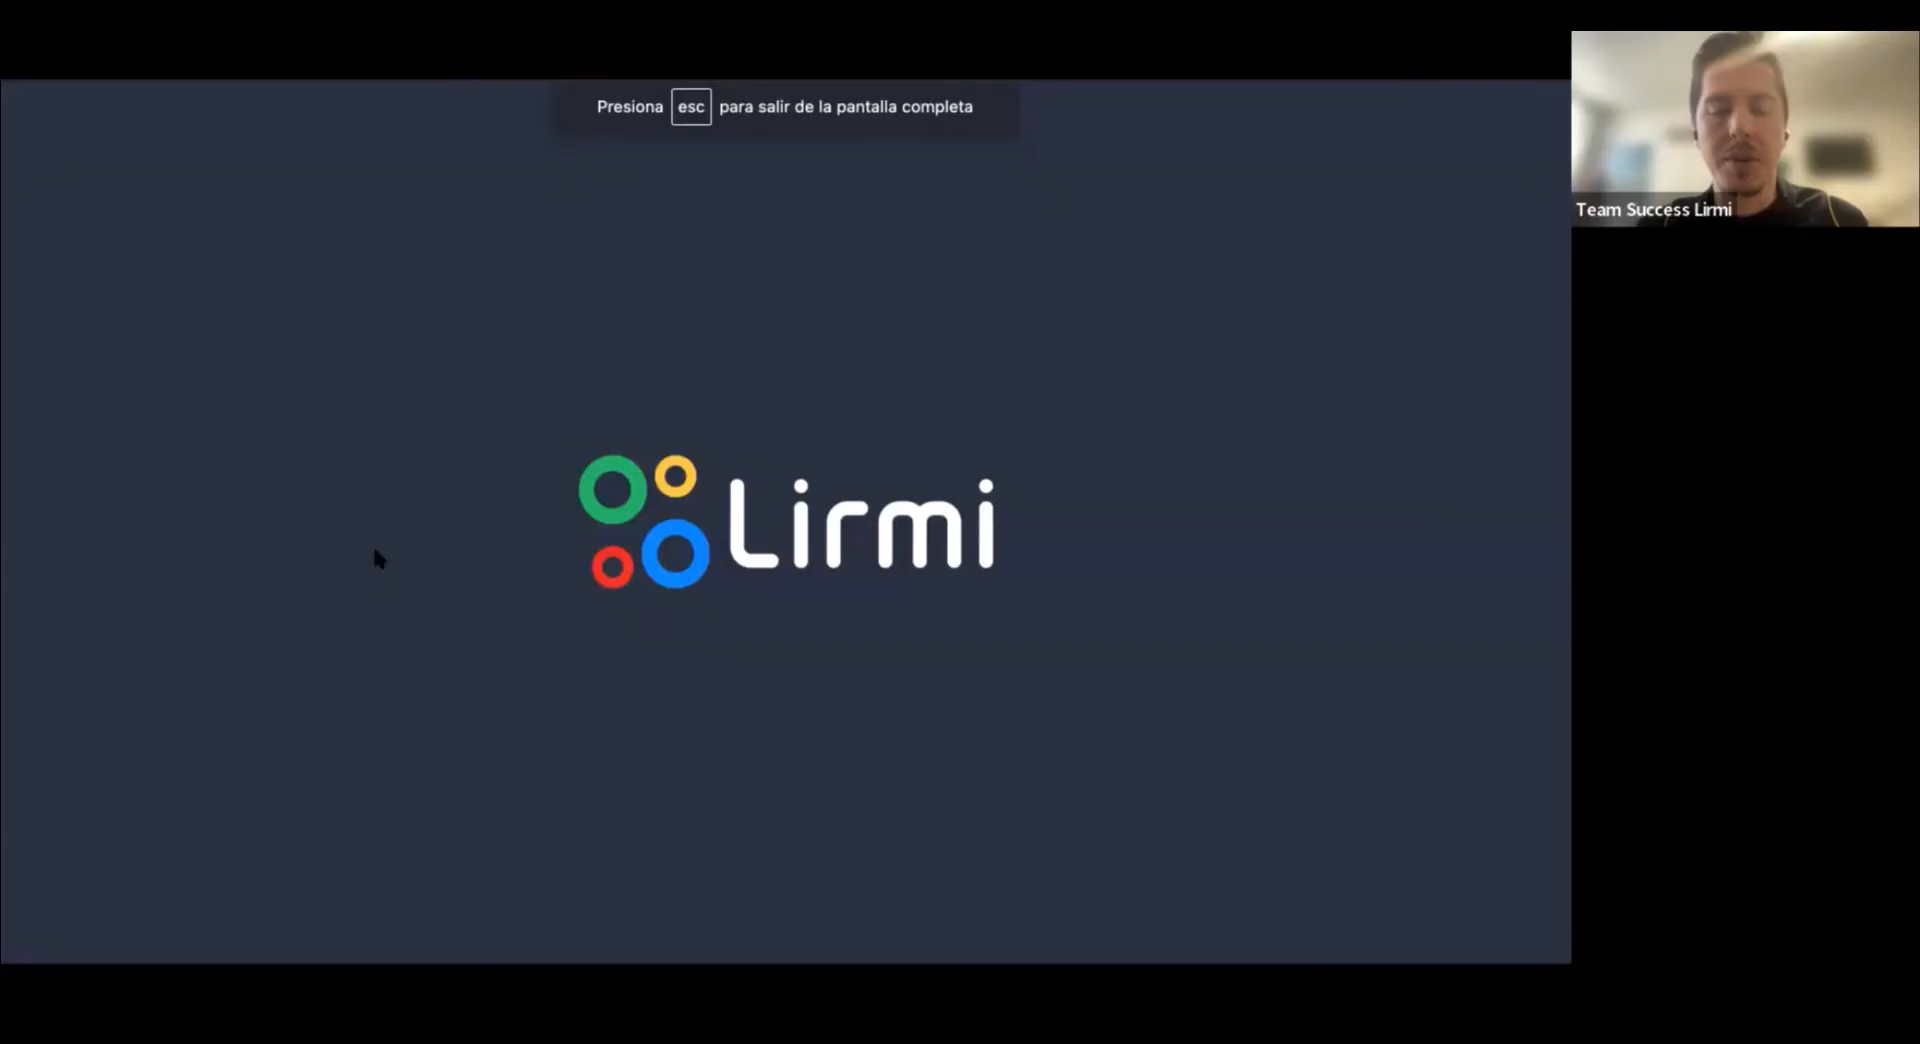 Presiona esc para salir de la pantalla completa
Team Success Lirmi
Lirmi